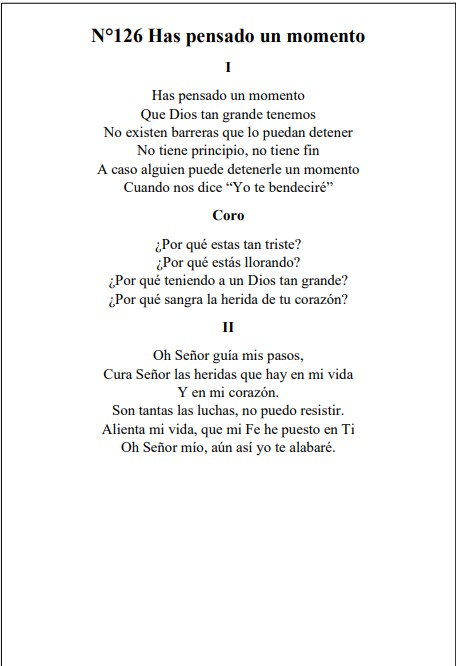 N°126 Has pensado un momento
I
Has pensado un momento
Que Dios tan grande tenemos
No existen barreras que lo puedan detener
No tiene principio, no tiene fin
A caso alguien puede detenerle un momento
Cuando nos dice “Yo te bendeciré”
Coro
¿Por qué estas tan triste?
¿Por qué estás llorando?
¿Por qué teniendo a un Dios tan grande?
¿Por qué sangra la herida de tu corazón?
II
Oh Señor guía mis pasos,
Cura Señor las heridas que hay en mi vida
Y en mi corazón.
Son tantas las luchas, no puedo resistir.
Alienta mi vida, que mi Fe he puesto en Ti
Oh Señor mío, aún así yo te alabaré.